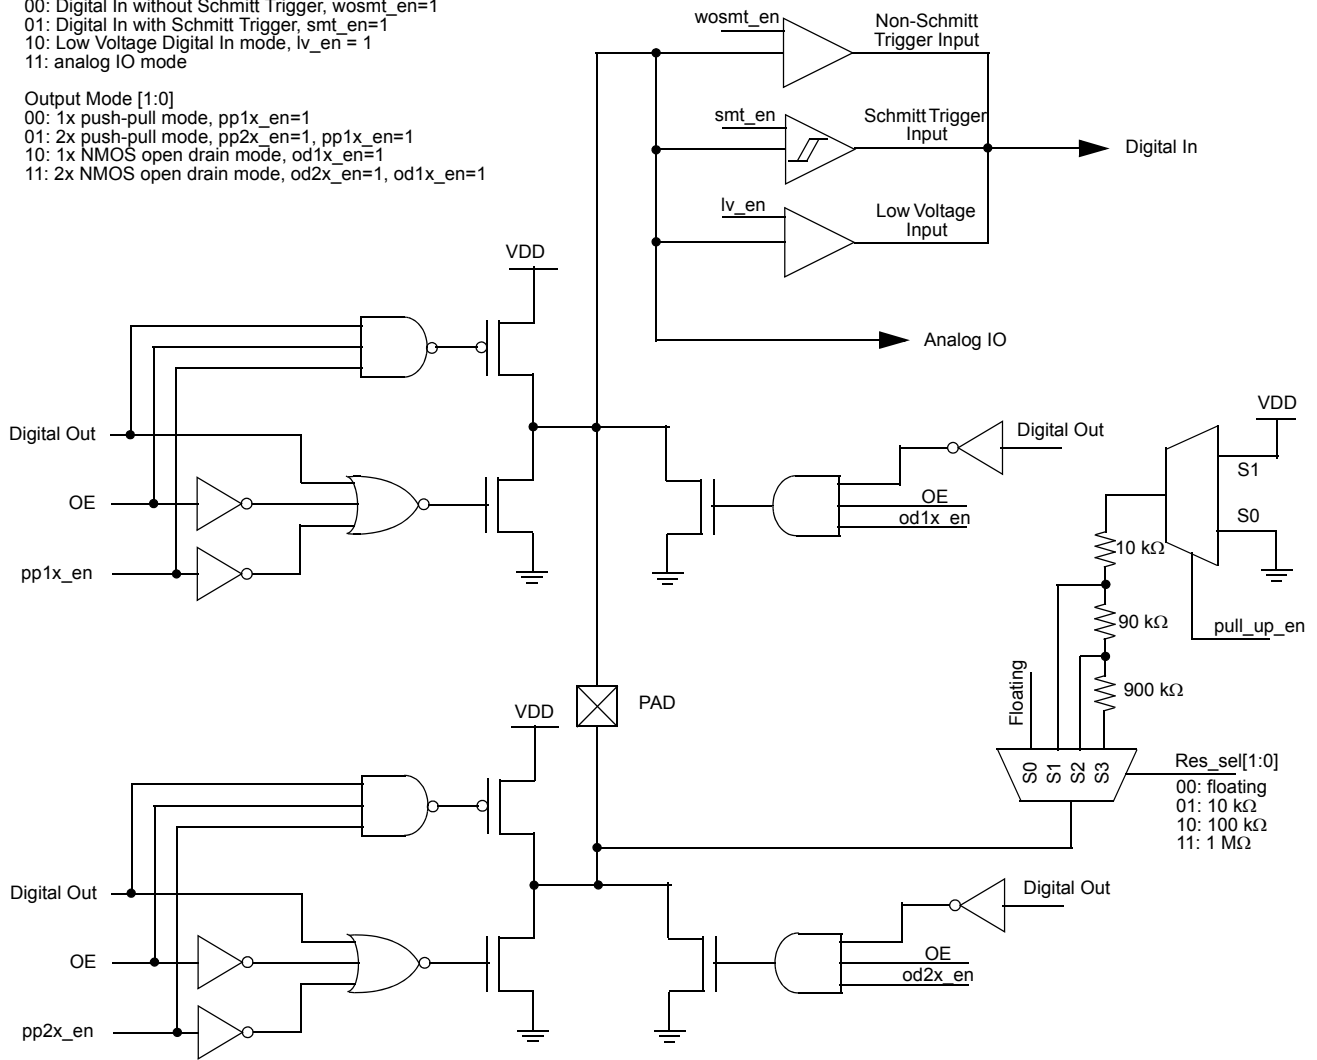 00: Digital In without Schmitt Trigger, wosmt_en=1
01: Digital In with Schmitt Trigger, smt_en=1
10: Low Voltage Digital In mode, lv_en = 1
11: analog IO mode
Output Mode [1:0]
00: 1x push-pull mode, pp1x_en=1
01: 2x push-pull mode, pp2x_en=1, pp1x_en=1
10: 1x NMOS open drain mode, od1x_en=1
11: 2x NMOS open drain mode, od2x_en=1, od1x_en=1
wosmt_en
Non-Schmitt
Trigger Input
smt_en
Schmitt Trigger
Input
Digital In
lv_en
Low Voltage
Input
Analog IO
VDD
Digital Out
OE
pp1x_en
Digital Out
OE
od1x_en
VDD
S1
S0
10 kΩ
90 kΩ
pull_up_en
900 kΩ
Floating
S0
S1
S2
S3
Res_sel[1:0]
00: floating
01: 10 kΩ
10: 100 kΩ
11: 1 MΩ
PAD
VDD
Digital Out
OE
pp2x_en
Digital Out
OE
od2x_en